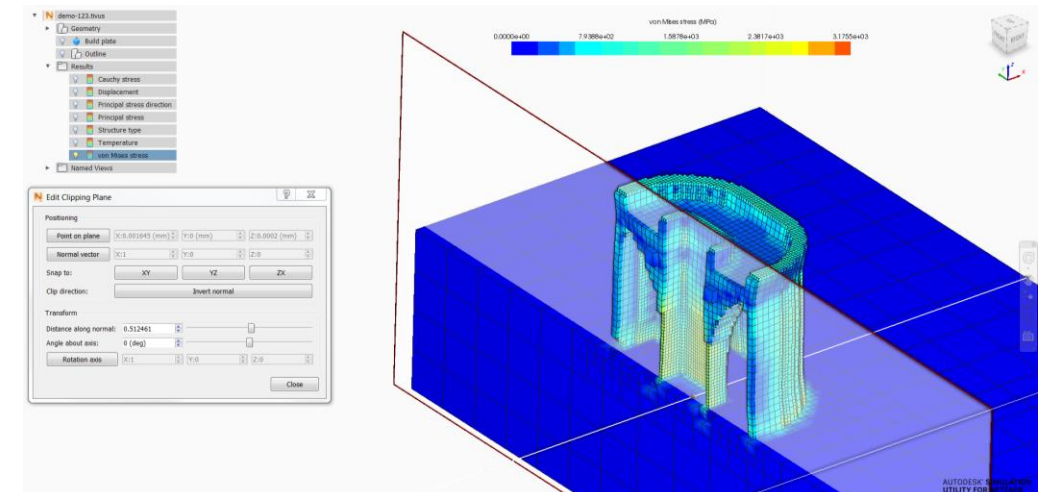 demo-123.tivus
Geometry
Build plate
Outline
Results
Cauchy stress
Displacement
Principal stress direction
Principal stress
Structure type
Temperature
von Mises stress
Named Views
Edit Clipping Plane
Positioning
Point on plane X:0.001645 (mm) Y:0 (mm) Z:0.0002 (mm)
Normal vector X:1 Y:0 Z:0
Snap to: XY YZ ZX
Clip direction: Invert normal
Transform
Distance along normal: 0.512461
Angle about axis: 0 (deg)
Rotation axis X:1 Y:0 Z:0
Close
von Mises stress (MPa)
0.0000e+00 7.9388e+02 1.5878e+03 2.3817e+03 3.1755e+03
FRONT RIGHT
Z
Y X
AUTODESK SIMULATION
UTILITY FOR